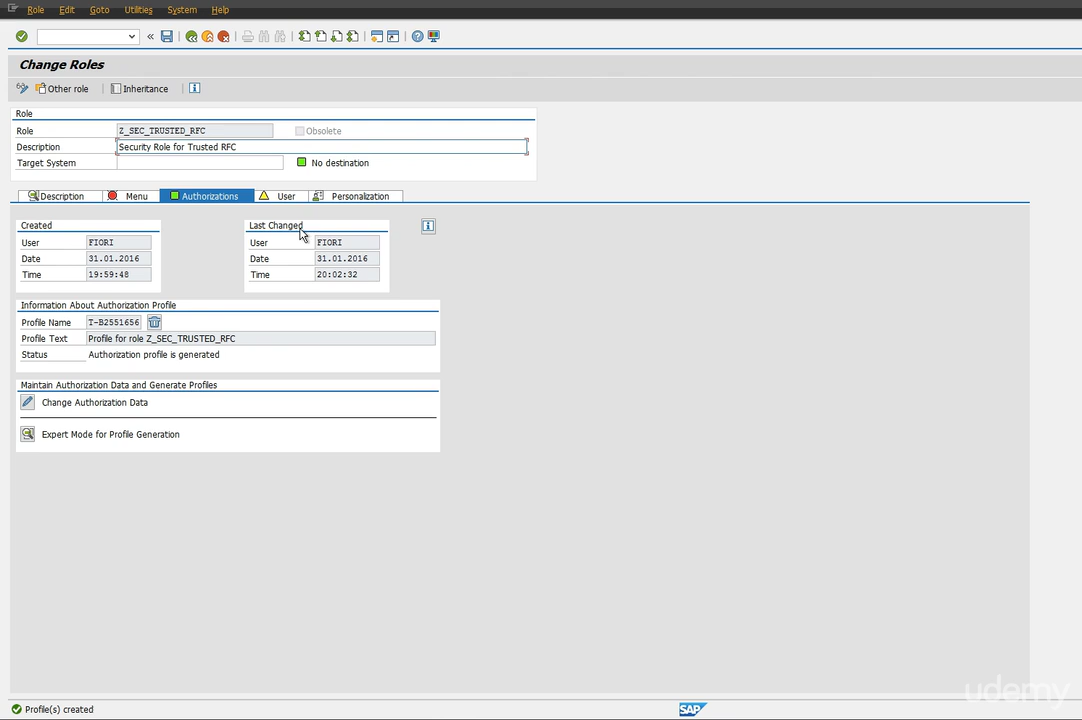 Role Edit Goto Utilities System Help
«
Change Roles
Other role Inheritance
Role
Role Z_SEC_TRUSTED_RFC Obsolete
Description Security Role for Trusted RFC
Target System No destination
Description Menu Authorizations User Personalization
Created Last Changed
User FIORI User FIORI
Date 31.01.2016 Date 31.01.2016
Time 19:59:48 Time 20:02:32
Information About Authorization Profile
Profile Name T-B2551656
Profile Text Profile for role Z_SEC_TRUSTED_RFC
Status Authorization profile is generated
Maintain Authorization Data and Generate Profiles
Change Authorization Data
Expert Mode for Profile Generation
udemy
Profile(s) created SAP